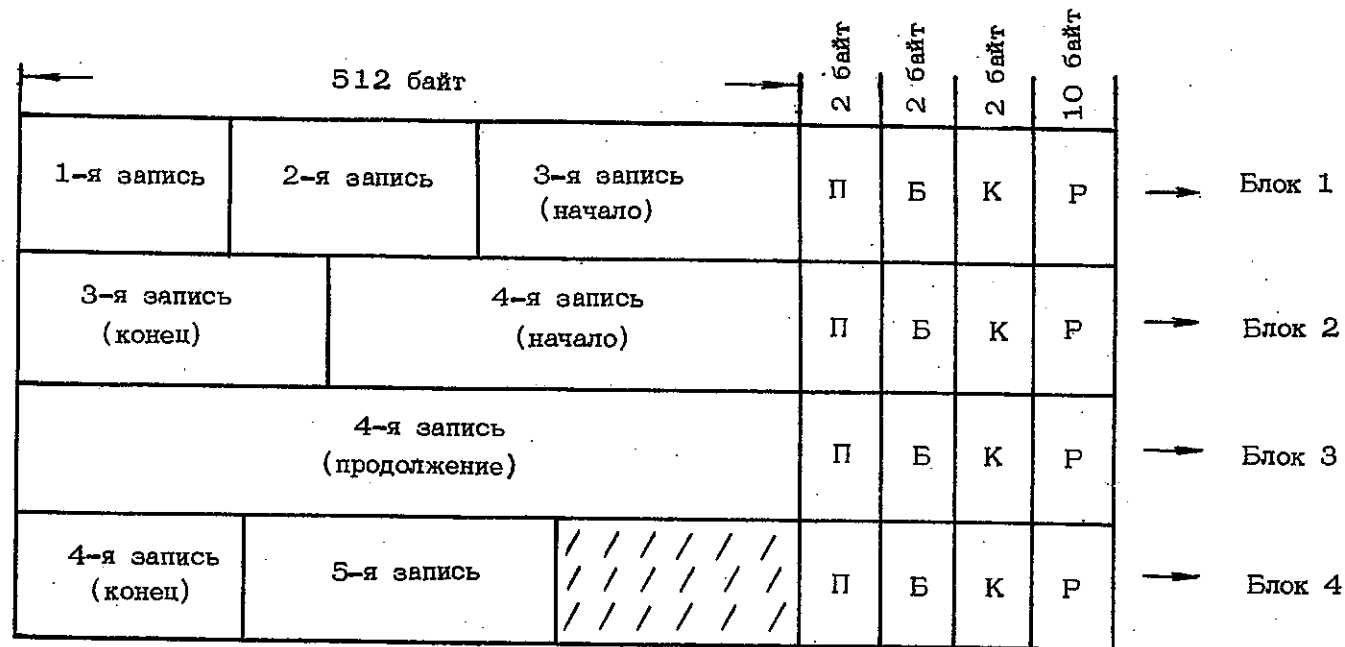 512 байт
2 байт
2 байт
2 байт
10 байт
1-я запись
2-я запись
3-я запись
(начало)
П
Б
К
Р
Блок 1
3-я запись
(конец)
4-я запись
(начало)
П
Б
К
Р
Блок 2
4-я запись
(продолжение)
П
Б
К
Р
Блок 3
4-я запись
(конец)
5-я запись
П
Б
К
Р
Блок 4